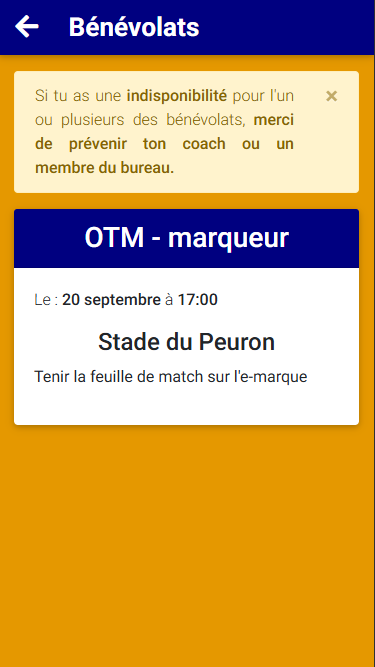 Bénévolats
Si tu as une indisponibilité pour l'un
ou plusieurs des bénévolats, merci
de prévenir ton coach ou un
membre du bureau.
×
OTM - marqueur
Le : 20 septembre à 17:00
Stade du Peuron
Tenir la feuille de match sur l'e-marque